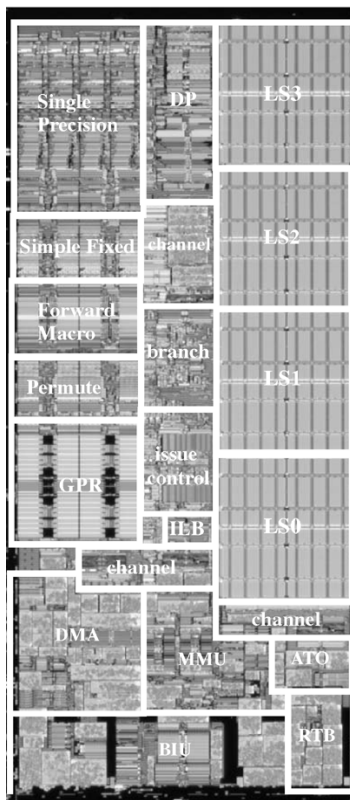 Single
Precision
DP
LS3
Simple Fixed
channel
LS2
Forward
Macro
branch
LS1
Permute
GPR
issue
control
LS0
ILB
channel
channel
DMA
MMU
ATO
BIU
RTB